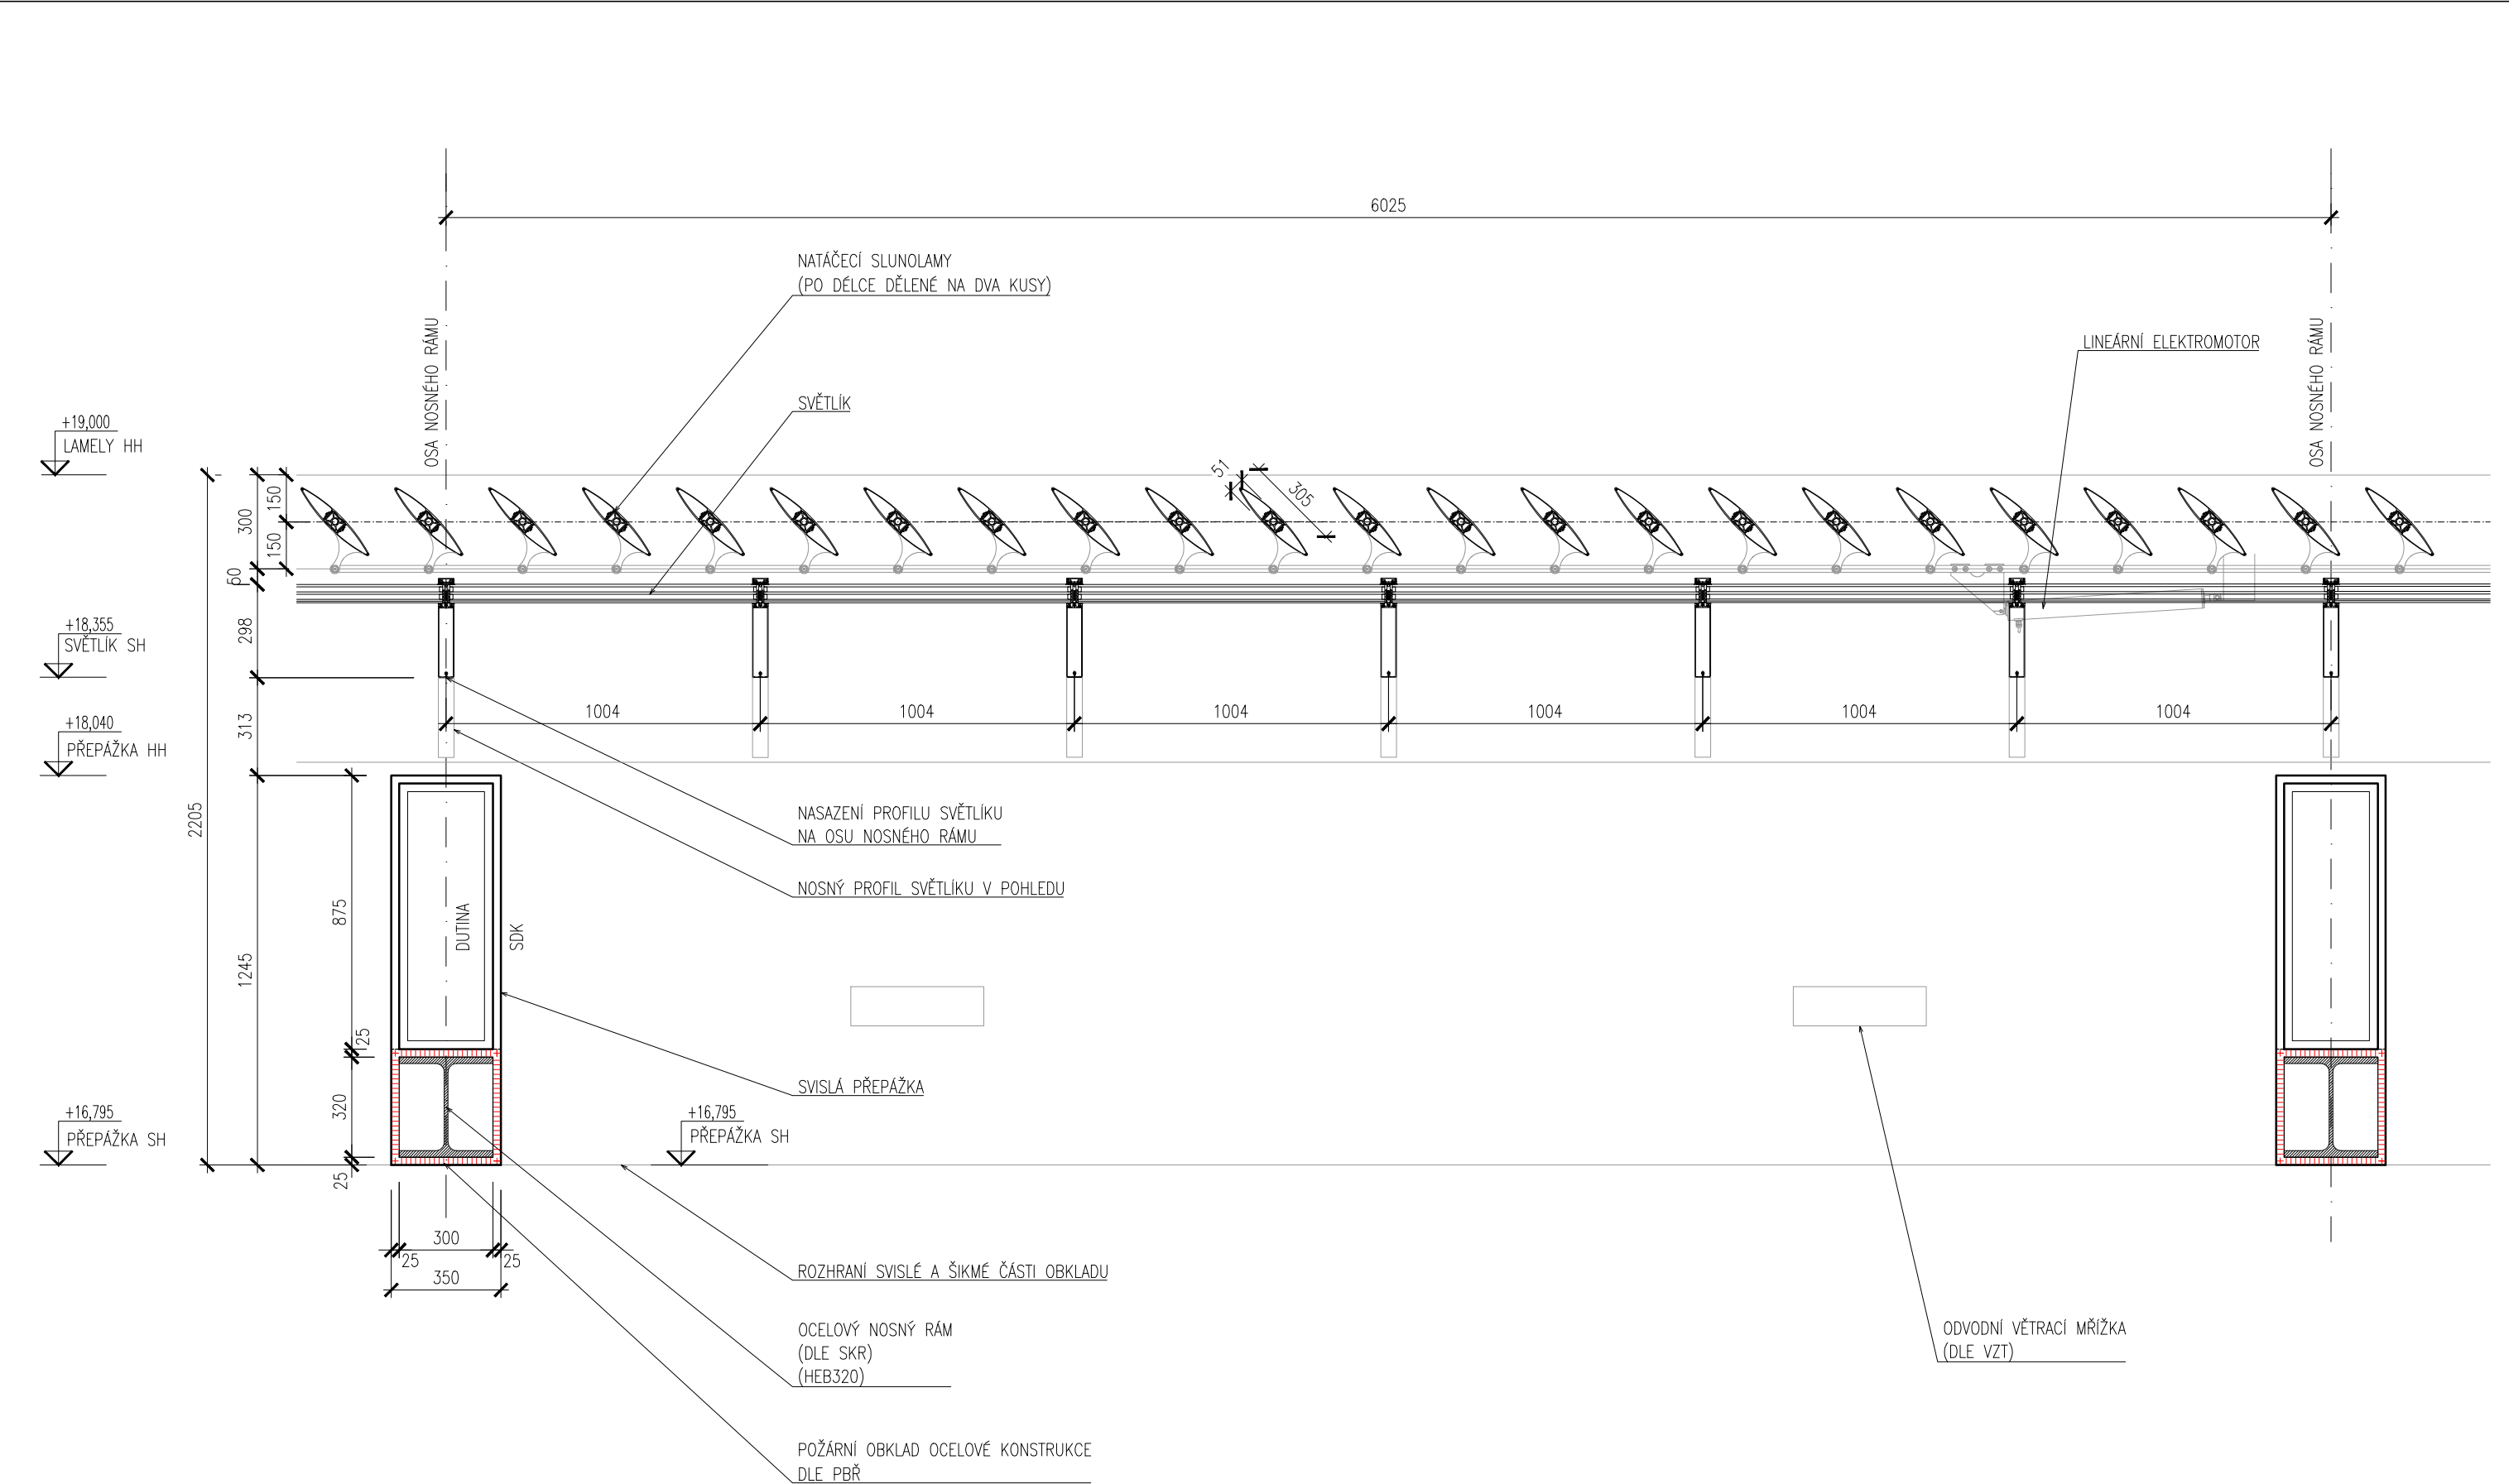 6025
NATÁČECÍ SLUNOLAMY
(PO DÉLCE DĚLENÉ NA DVA KUSY)
OSA NOSNÉHO RÁMU
OSA NOSNÉHO RÁMU
LINEÁRNÍ ELEKTROMOTOR
SVĚTLÍK
+19,000
LAMELY HH
51
305
150
300
150
60
+18,355
SVĚTLÍK SH
298
1004
1004
1004
1004
1004
1004
+18,040
PŘEPÁŽKA HH
313
2205
NASAZENÍ PROFILU SVĚTLÍKU
NA OSU NOSNÉHO RÁMU
NOSNÝ PROFIL SVĚTLÍKU V POHLEDU
875
DUTINA
SDK
1245
25
SVISLÁ PŘEPÁŽKA
320
+16,795
PŘEPÁŽKA SH
+16,795
PŘEPÁŽKA SH
25
300
25
25
350
ROZHRANÍ SVISLÉ A ŠIKMÉ ČÁSTI OBKLADU
OCELOVÝ NOSNÝ RÁM
(DLE SKR)
(HEB320)
ODVODNÍ VĚTRACÍ MŘÍŽKA
(DLE VZT)
POŽÁRNÍ OBKLAD OCELOVÉ KONSTRUKCE
DLE PBŘ